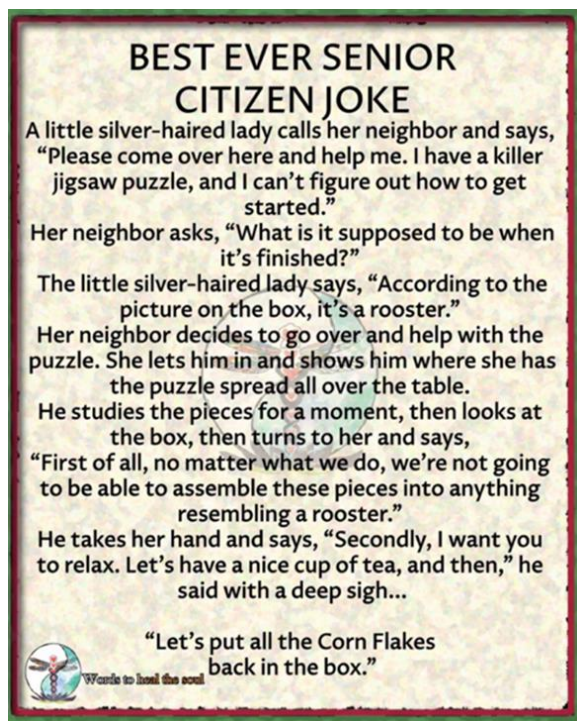 BEST EVER SENIOR
CITIZEN JOKE
A little silver-haired lady calls her neighbor and says,
“Please come over here and help me. I have a killer
jigsaw puzzle, and I can’t figure out how to get
started.”
Her neighbor asks, “What is it supposed to be when
it’s finished?”
The little silver-haired lady says, “According to the
picture on the box, it’s a rooster.”
Her neighbor decides to go over and help with the
puzzle. She lets him in and shows him where she has
the puzzle spread all over the table.
He studies the pieces for a moment, then looks at
the box, then turns to her and says,
“First of all, no matter what we do, we’re not going
to be able to assemble these pieces into anything
resembling a rooster.”
He takes her hand and says, “Secondly, I want you
to relax. Let’s have a nice cup of tea, and then,” he
said with a deep sigh...
“Let’s put all the Corn Flakes
back in the box.”
Words to heal the soul